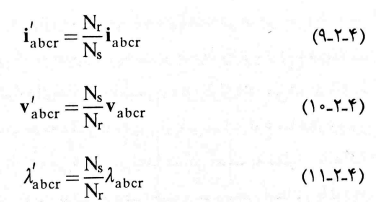 i′abcr = Nr/Ns iabcr (۹-۲-۴)
v′abcr = Ns/Nr vabcr (۱۰-۲-۴)
λ′abcr = Ns/Nr λabcr (۱۱-۲-۴)